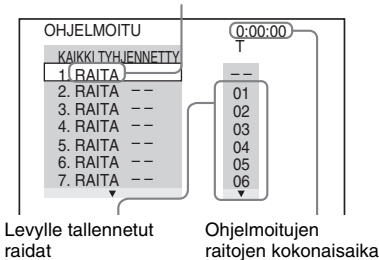 OHJELMOITU 0:00:00
T
KAIKKI TYHJENNETTY
1. RAITA – –
2. RAITA – – 01
3. RAITA – – 02
4. RAITA – – 03
5. RAITA – – 04
6. RAITA – – 05
7. RAITA – – 06
Levylle tallennetut raidat
Ohjelmoitujen raitojen kokonaisaika